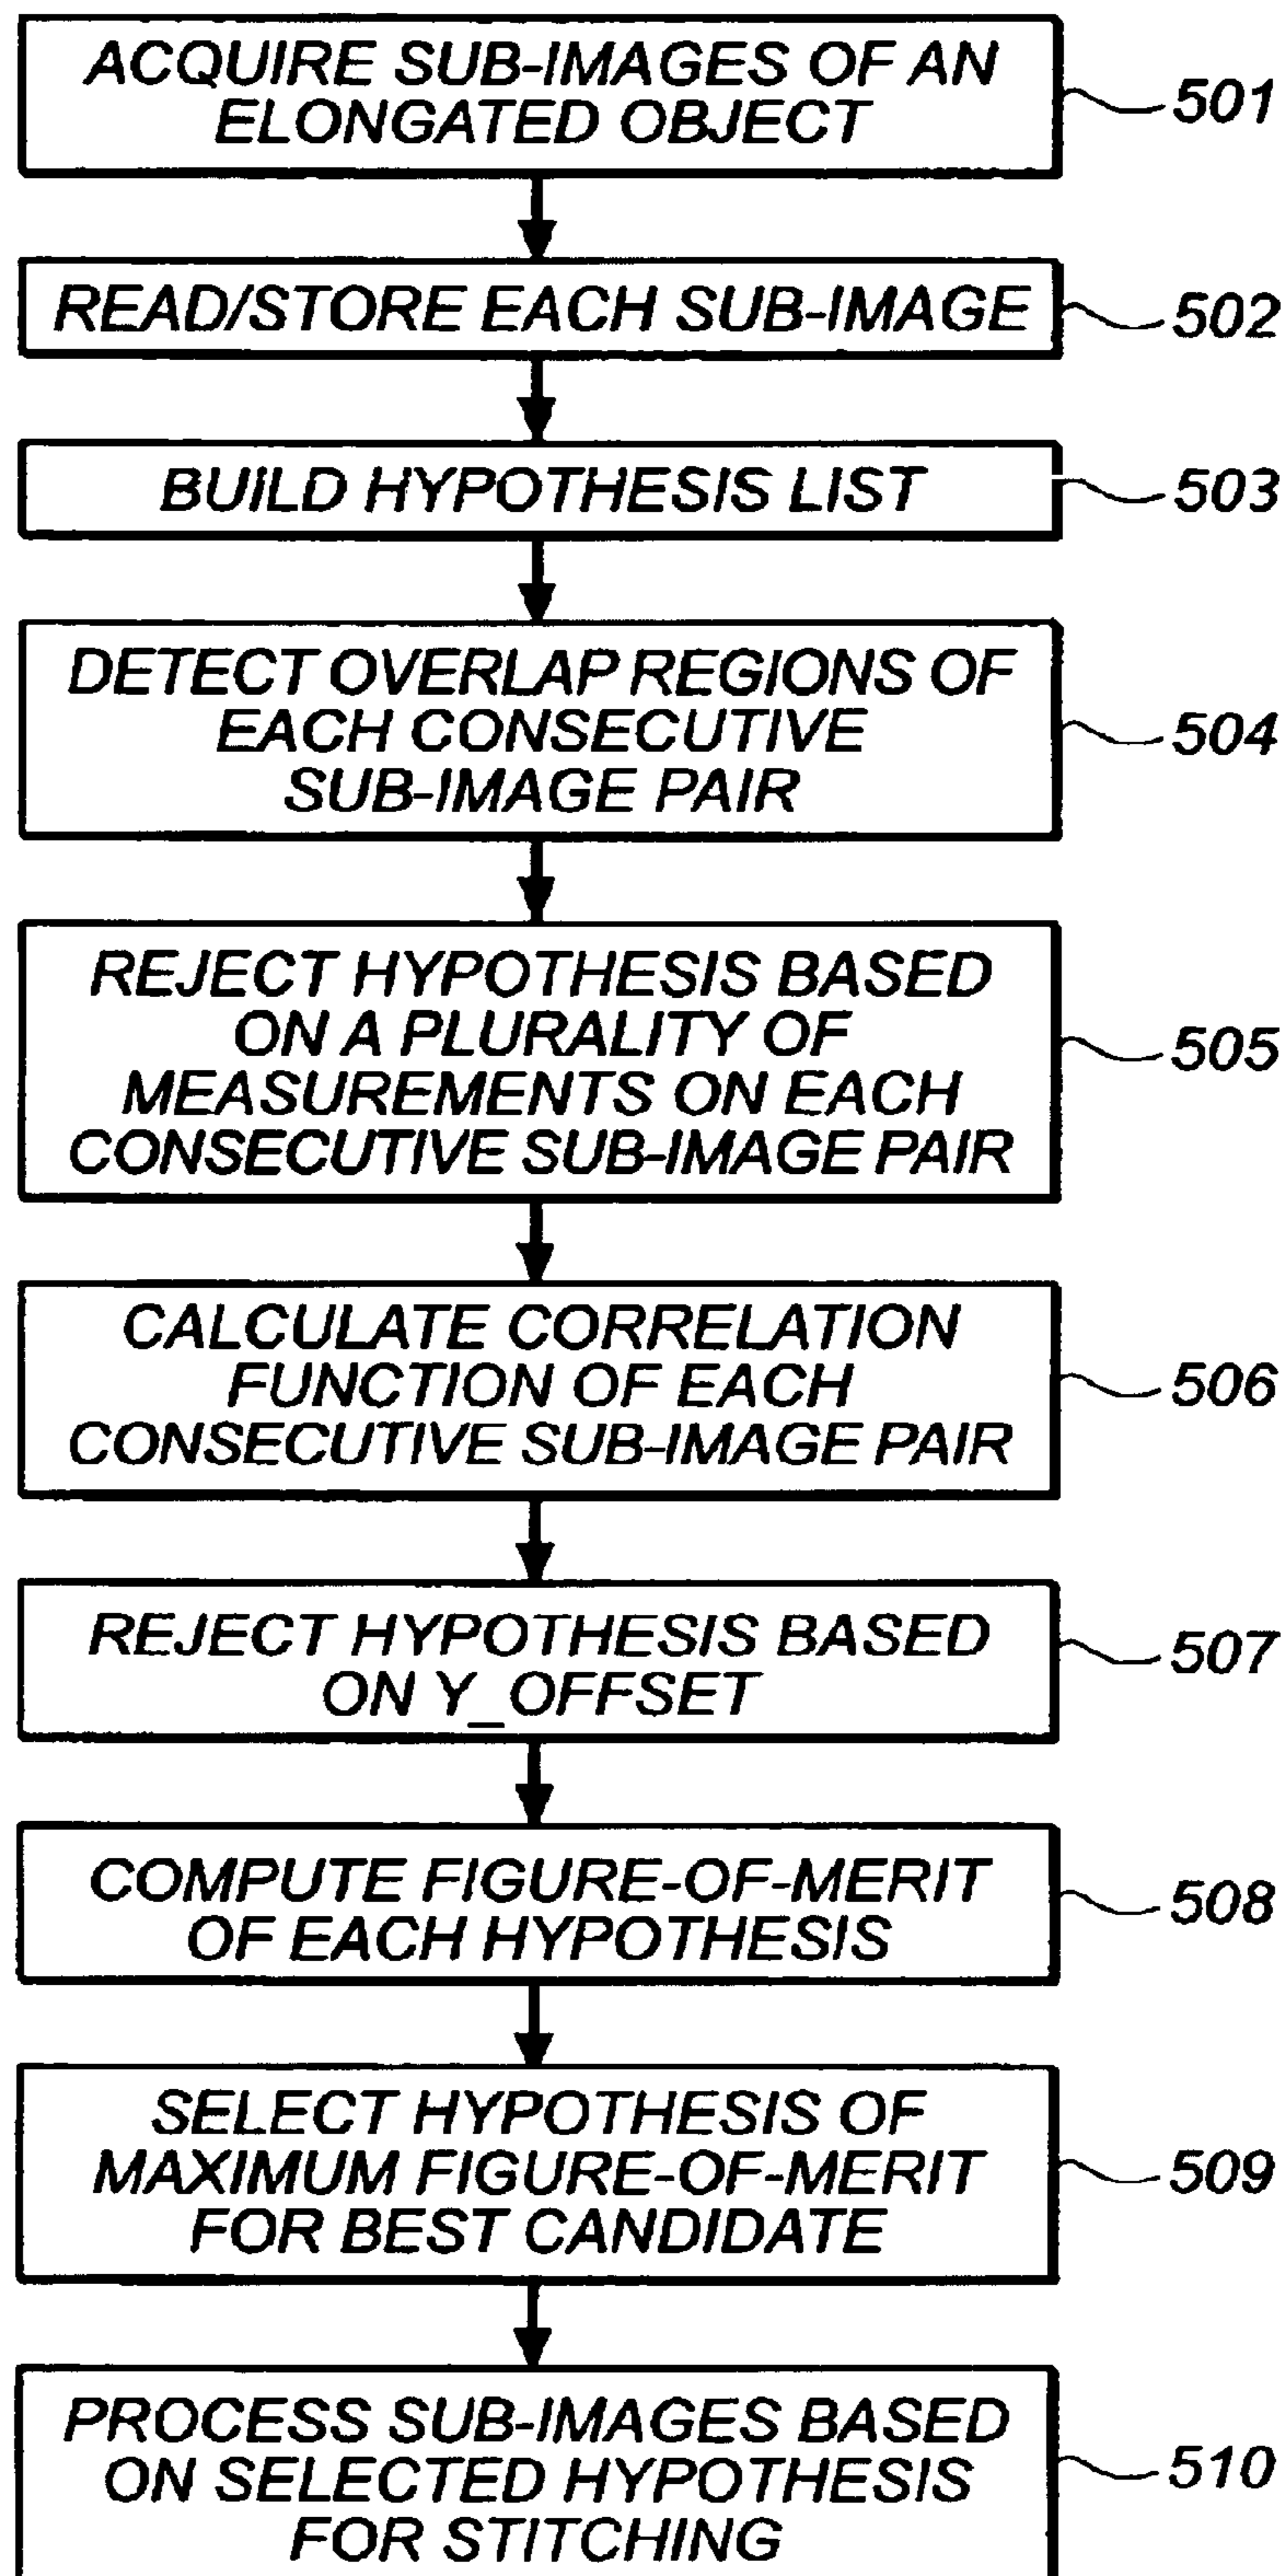 ACQUIRE SUB-IMAGES OF AN
ELONGATED OBJECT
501
READ/STORE EACH SUB-IMAGE
502
BUILD HYPOTHESIS LIST
503
DETECT OVERLAP REGIONS OF
EACH CONSECUTIVE
SUB-IMAGE PAIR
504
REJECT HYPOTHESIS BASED
ON A PLURALITY OF
MEASUREMENTS ON EACH
CONSECUTIVE SUB-IMAGE PAIR
505
CALCULATE CORRELATION
FUNCTION OF EACH
CONSECUTIVE SUB-IMAGE PAIR
506
REJECT HYPOTHESIS BASED
ON Y_OFFSET
507
COMPUTE FIGURE-OF-MERIT
OF EACH HYPOTHESIS
508
SELECT HYPOTHESIS OF
MAXIMUM FIGURE-OF-MERIT
FOR BEST CANDIDATE
509
PROCESS SUB-IMAGES BASED
ON SELECTED HYPOTHESIS
FOR STITCHING
510